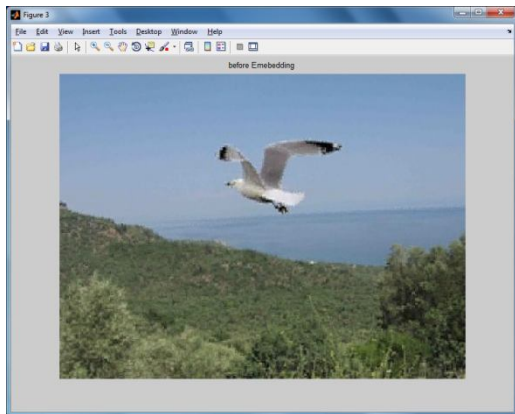 Figure 3
File Edit View Insert Tools Desktop Window Help
before Emebedding